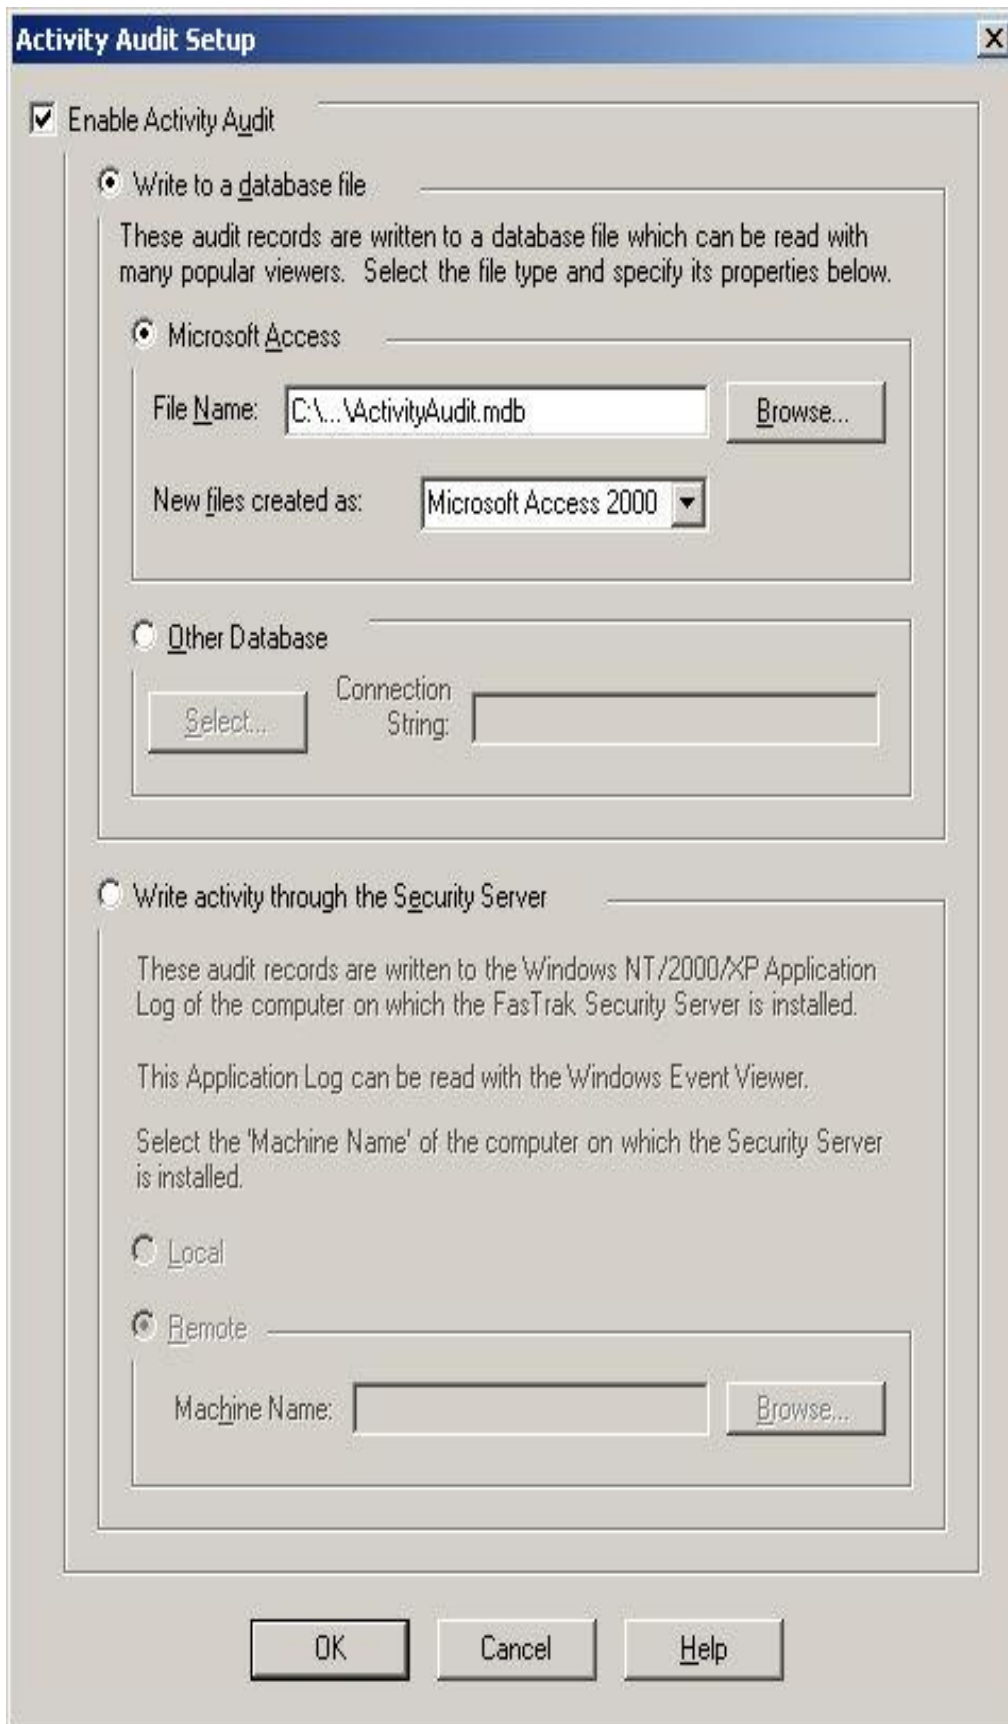 Activity Audit Setup
Enable Activity Audit
Write to a database file
These audit records are written to a database file which can be read with
many popular viewers. Select the file type and specify its properties below.
Microsoft Access
File Name: C:\...\ActivityAudit.mdb Browse...
New files created as: Microsoft Access 2000
Other Database
Select... Connection
String:
Write activity through the Security Server
These audit records are written to the Windows NT/2000/XP Application
Log of the computer on which the FasTrak Security Server is installed.
This Application Log can be read with the Windows Event Viewer.
Select the 'Machine Name' of the computer on which the Security Server
is installed.
Local
Remote
Machine Name: Browse...
OK Cancel Help